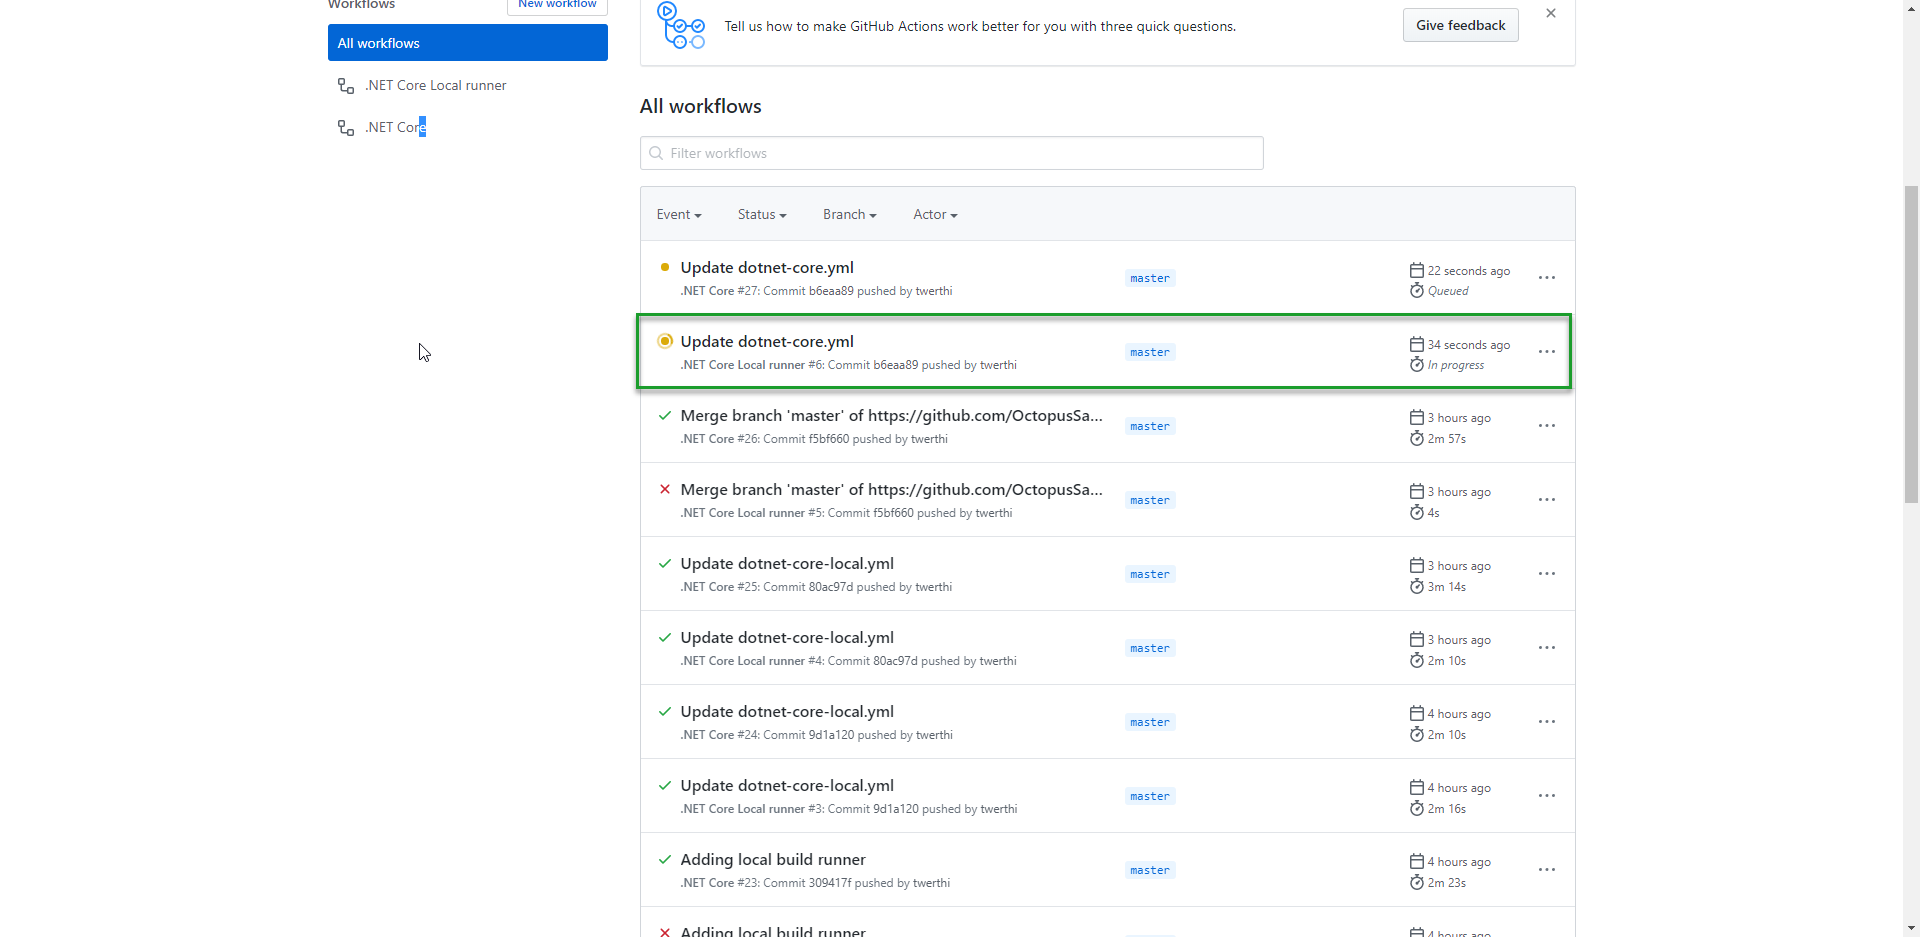 Workflows
New workflow
All workflows
.NET Core Local runner
.NET Core
Tell us how to make GitHub Actions work better for you with three quick questions.
Give feedback
All workflows
Filter workflows
Event
Status
Branch
Actor
Update dotnet-core.yml
.NET Core #27: Commit b6eaa89 pushed by twerthi
master
22 seconds ago
Queued
Update dotnet-core.yml
.NET Core Local runner #6: Commit b6eaa89 pushed by twerthi
master
34 seconds ago
In progress
Merge branch 'master' of https://github.com/OctopusSa...
.NET Core #26: Commit f5bf660 pushed by twerthi
master
3 hours ago
2m 57s
Merge branch 'master' of https://github.com/OctopusSa...
.NET Core Local runner #5: Commit f5bf660 pushed by twerthi
master
3 hours ago
4s
Update dotnet-core-local.yml
.NET Core #25: Commit 80ac97d pushed by twerthi
master
3 hours ago
3m 14s
Update dotnet-core-local.yml
.NET Core Local runner #4: Commit 80ac97d pushed by twerthi
master
3 hours ago
2m 10s
Update dotnet-core-local.yml
.NET Core #24: Commit 9d1a120 pushed by twerthi
master
4 hours ago
2m 10s
Update dotnet-core-local.yml
.NET Core Local runner #3: Commit 9d1a120 pushed by twerthi
master
4 hours ago
2m 16s
Adding local build runner
.NET Core #23: Commit 309417f pushed by twerthi
master
4 hours ago
2m 23s
Adding local build runner
4 hours ago